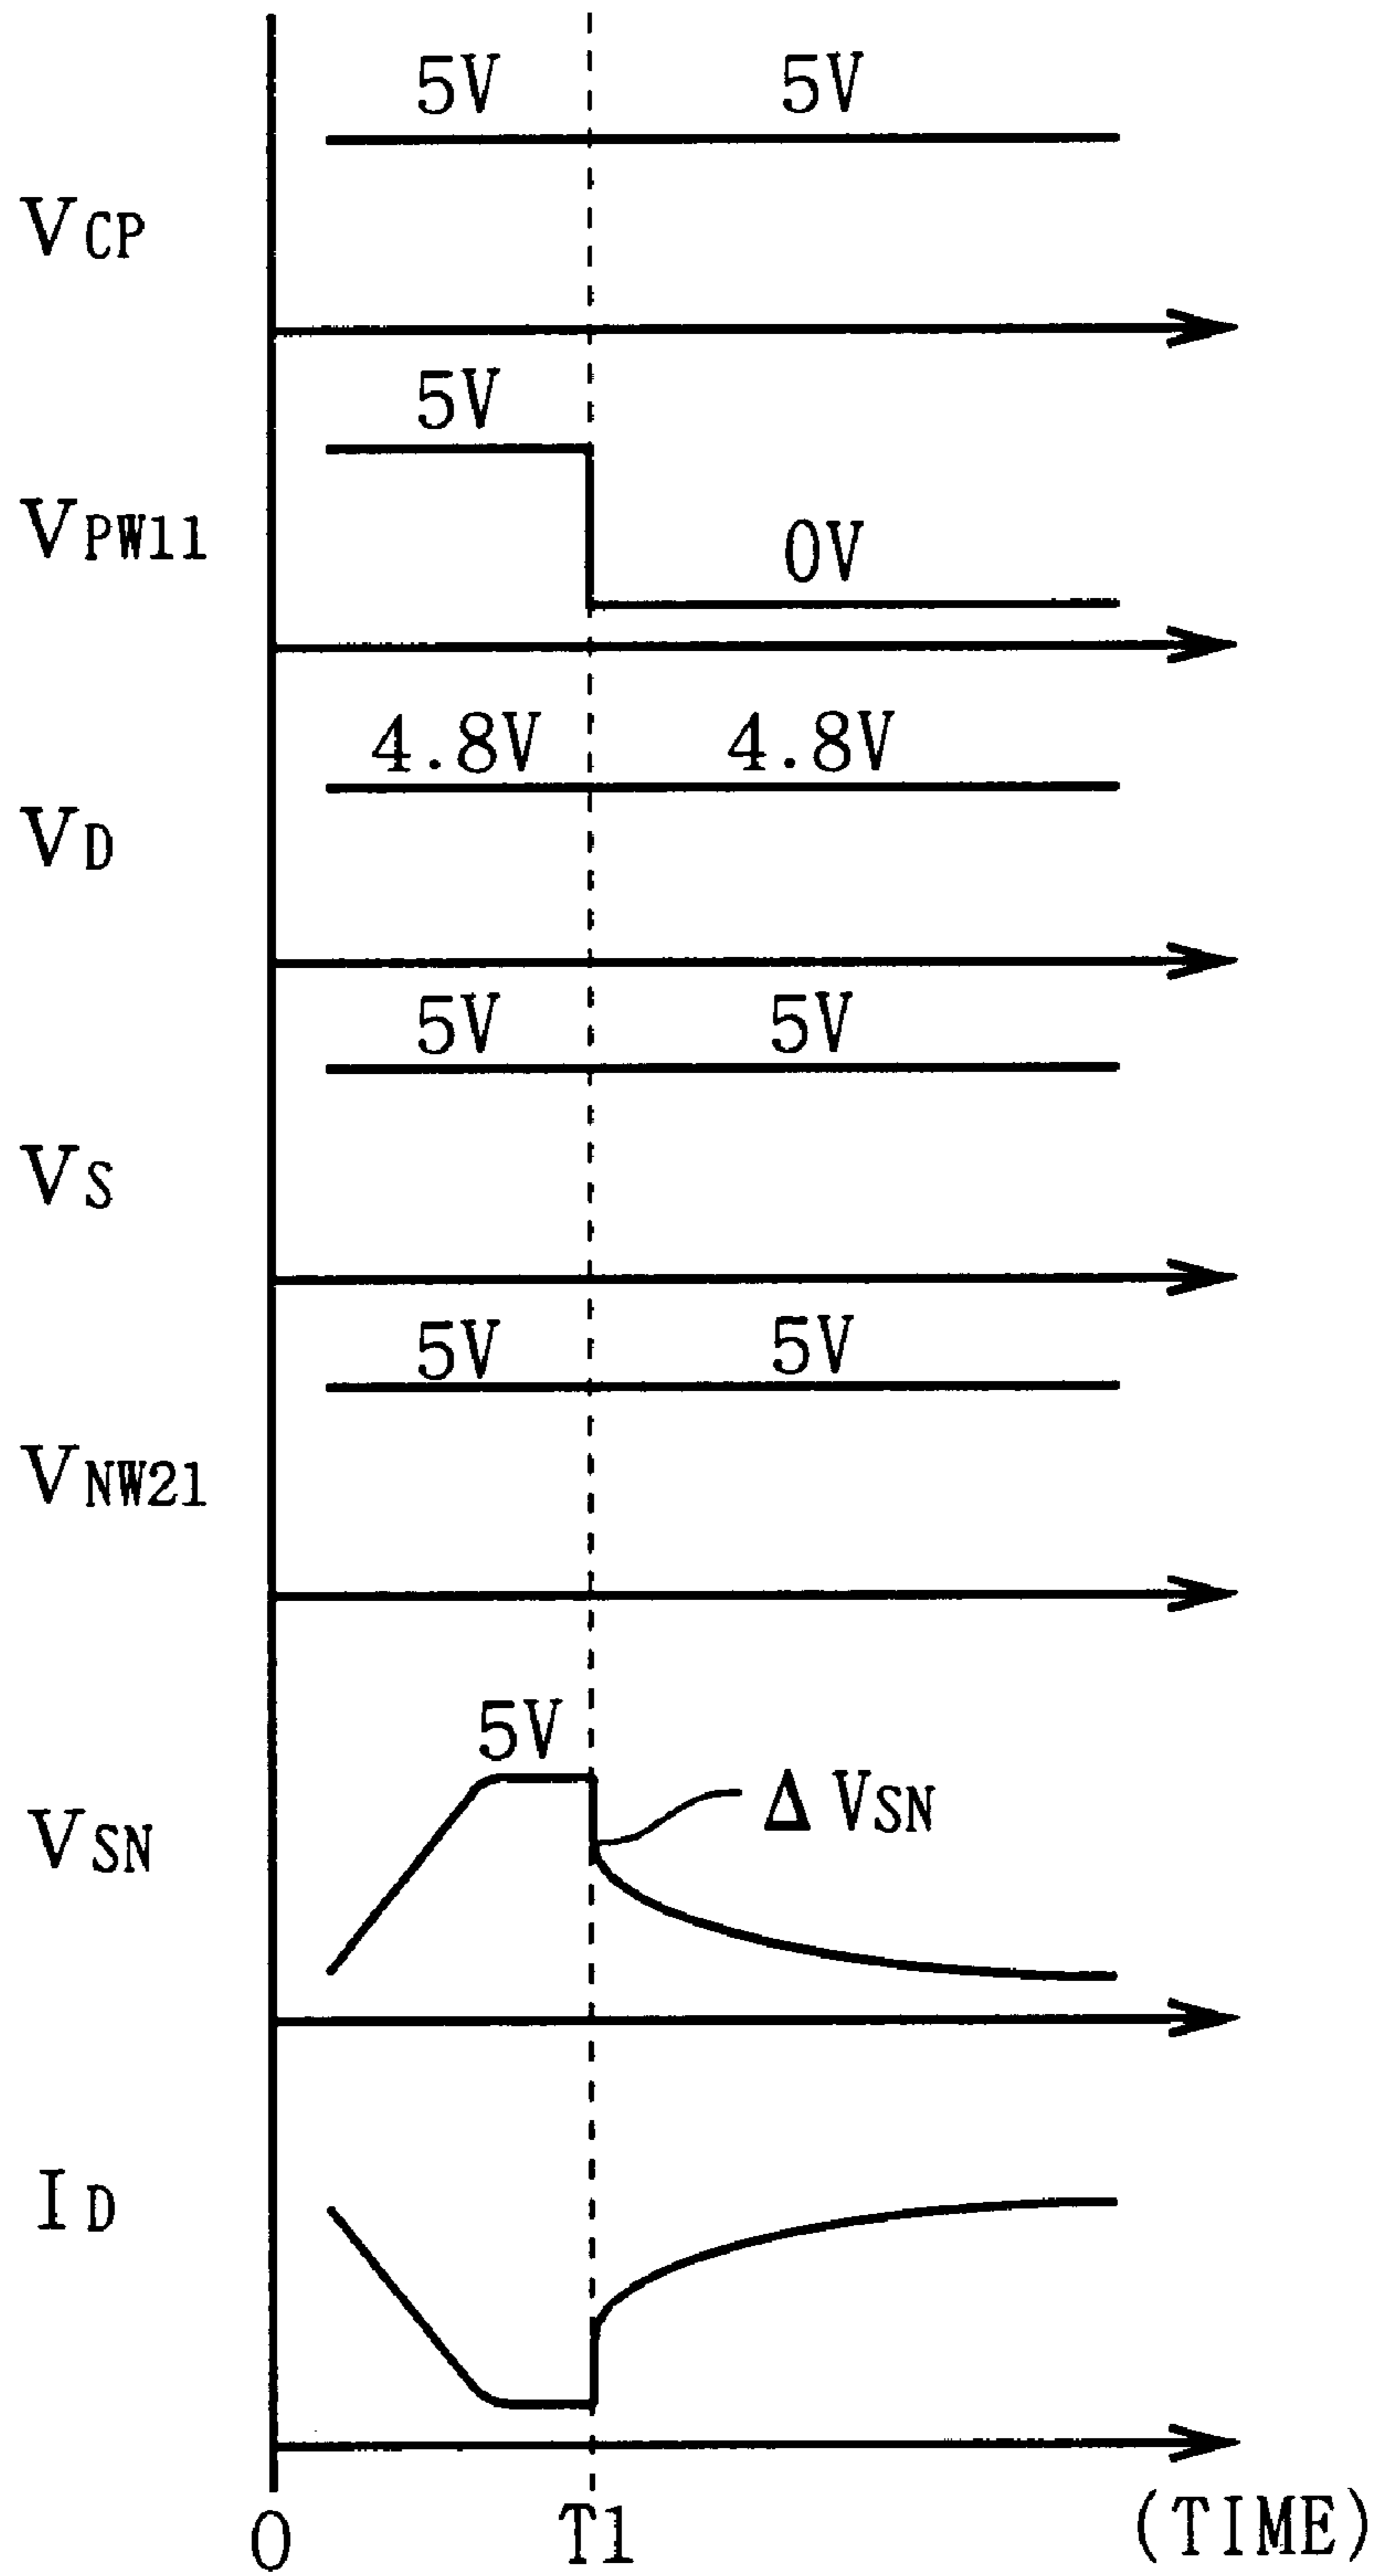 5V 5V
VCP
5V
VPW11
0V
4.8V 4.8V
VD
5V 5V
VS
5V 5V
VNW21
5V
Δ VSN
VSN
ID
0 T1 (TIME)